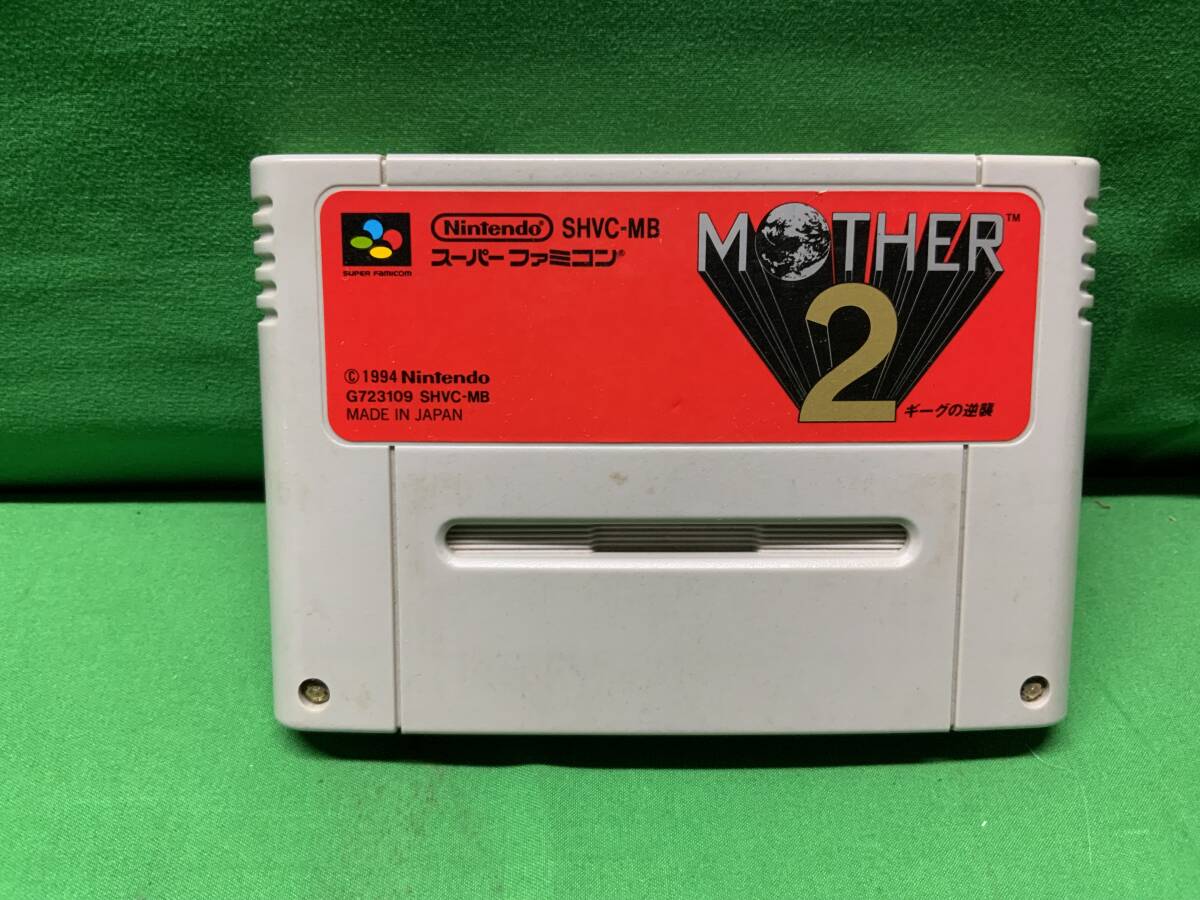 SUPER FAMICOM
Nintendo® SHVC-MB
スーパーファミコン®
MOTHER™
2
ギーグの逆襲
©1994 Nintendo
G723109 SHVC-MB
MADE IN JAPAN